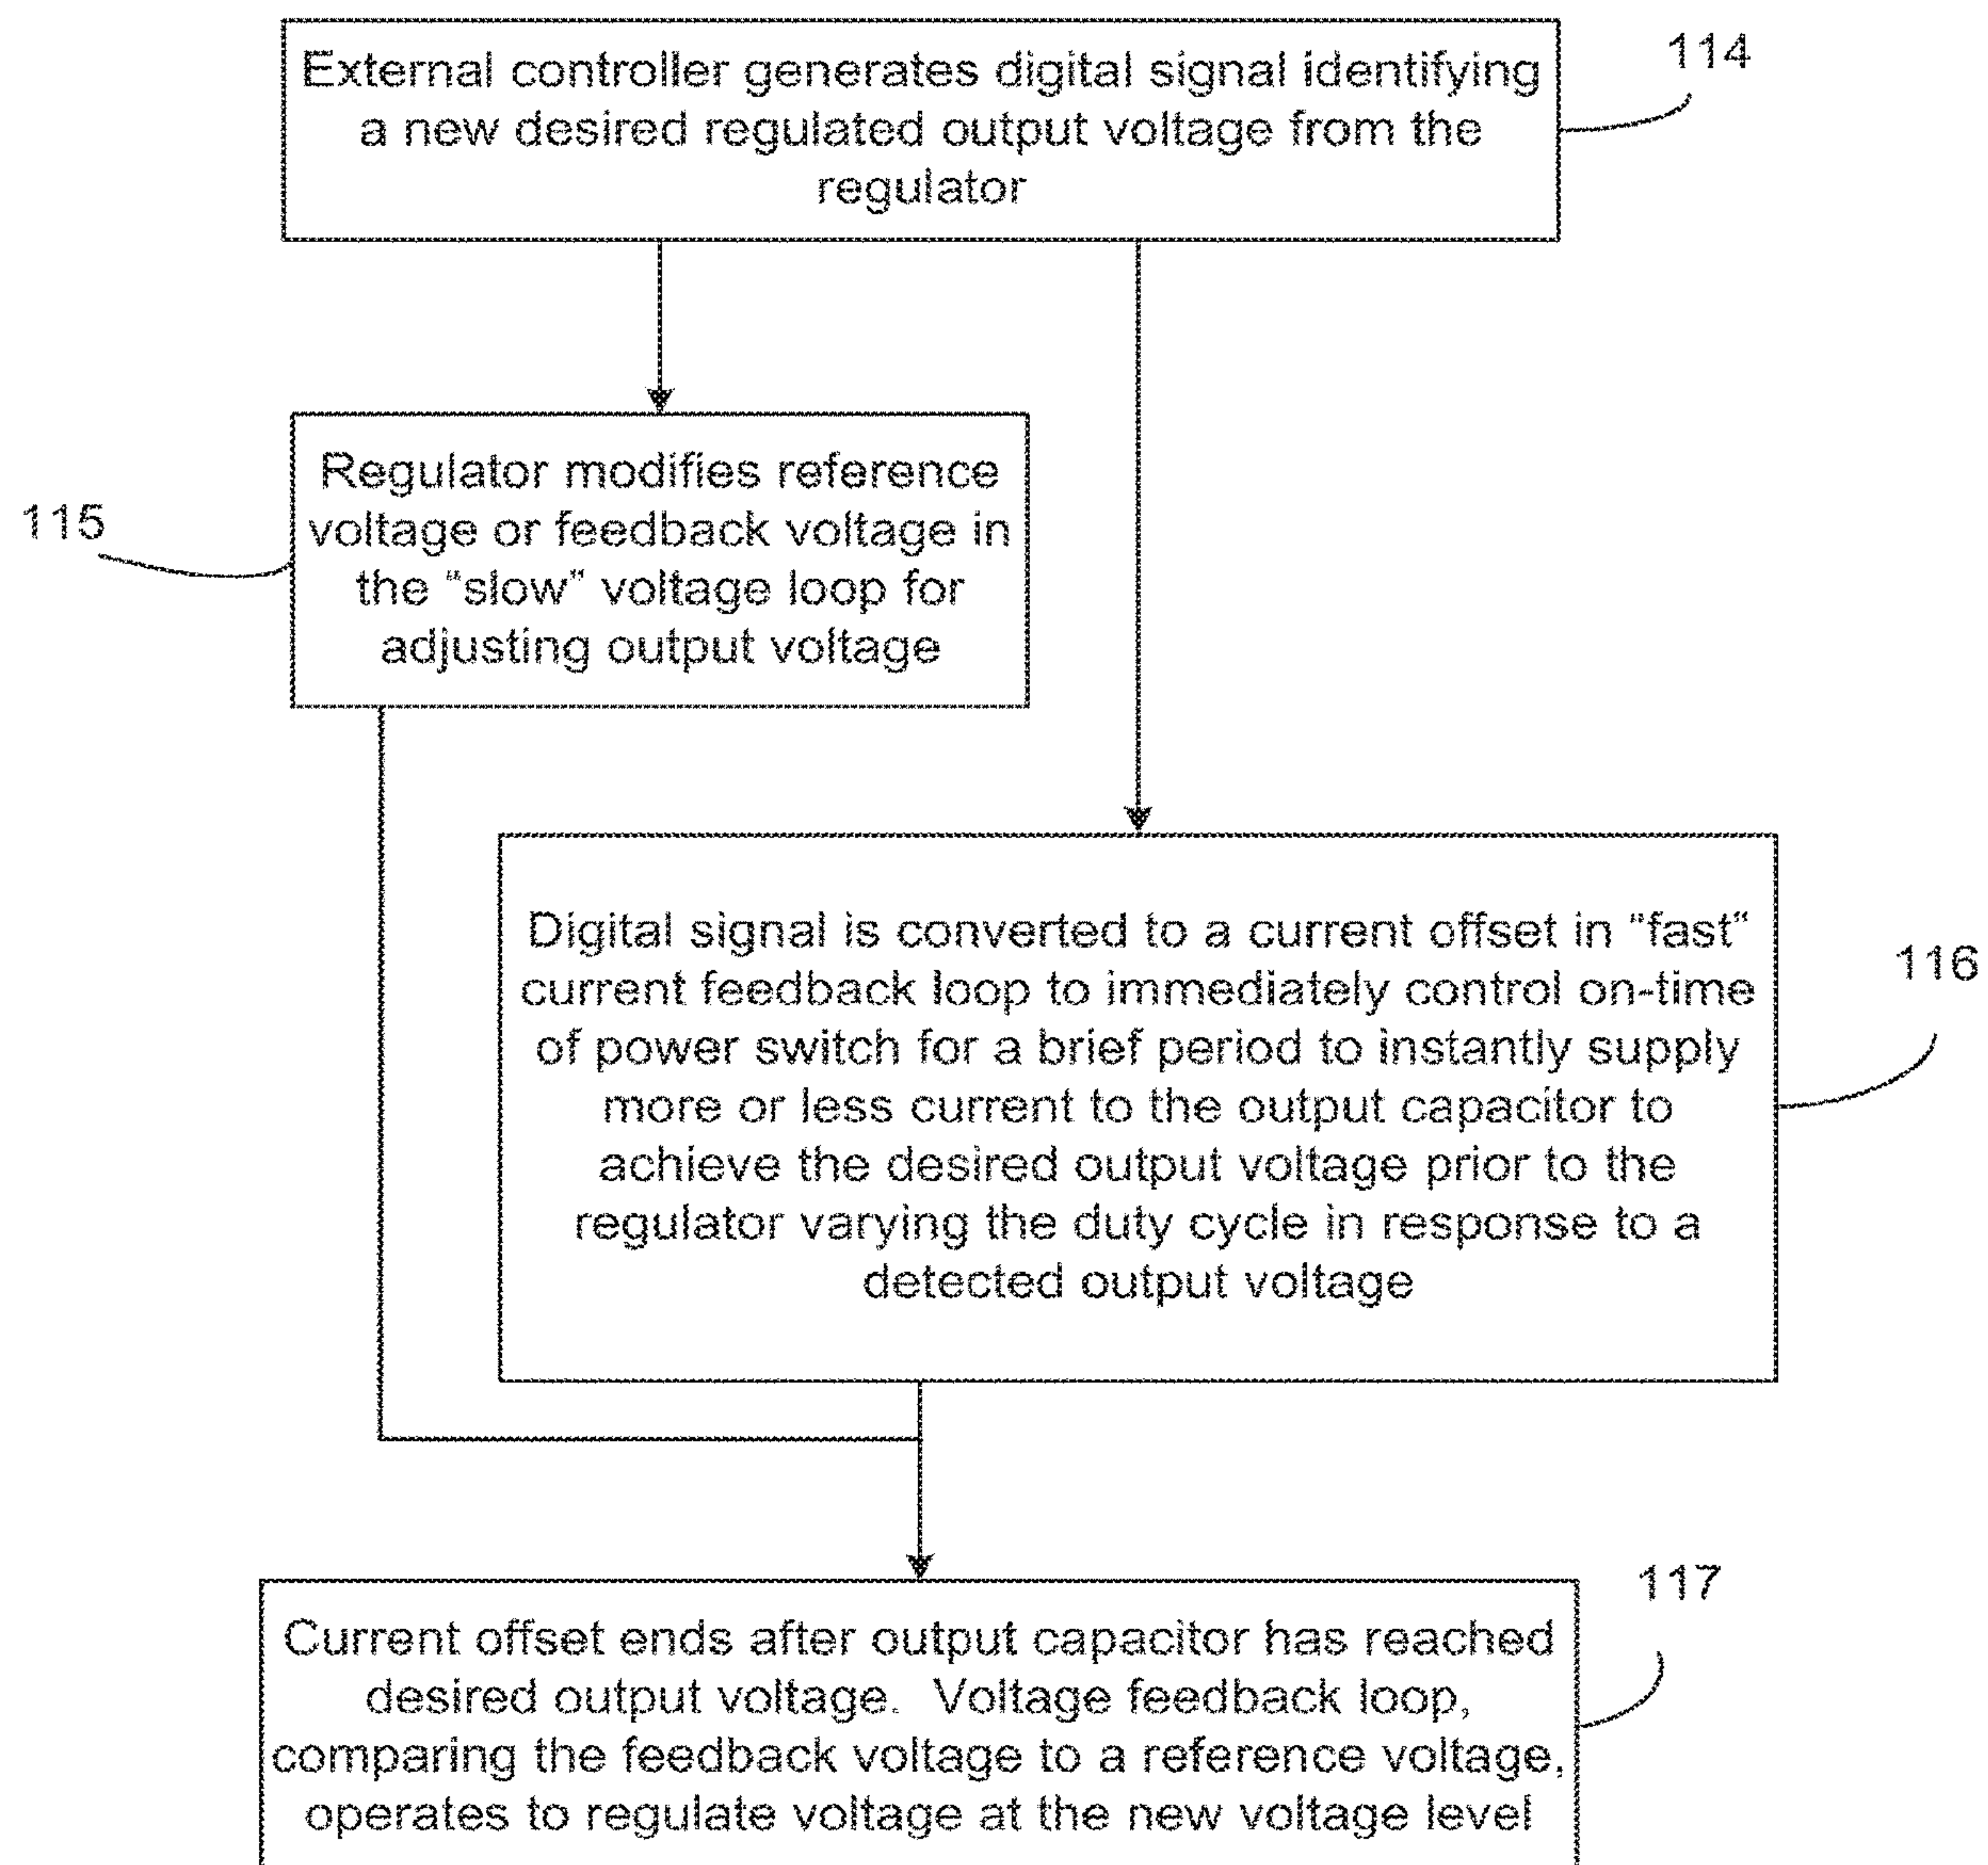 External controller generates digital signal identifying
a new desired regulated output voltage from the
regulator
114
Regulator modifies reference
voltage or feedback voltage in
the “slow” voltage loop for
adjusting output voltage
115
Digital signal is converted to a current offset in “fast“
current feedback loop to immediately control on-time
of power switch for a brief period to instantly supply
more or less current to the output capacitor to
achieve the desired output voltage prior to the
regulator varying the duty cycle in response to a
detected output voltage
116
Current offset ends after output capacitor has reached
desired output voltage.  Voltage feedback loop,
comparing the feedback voltage to a reference voltage,
operates to regulate voltage at the new voltage level
117